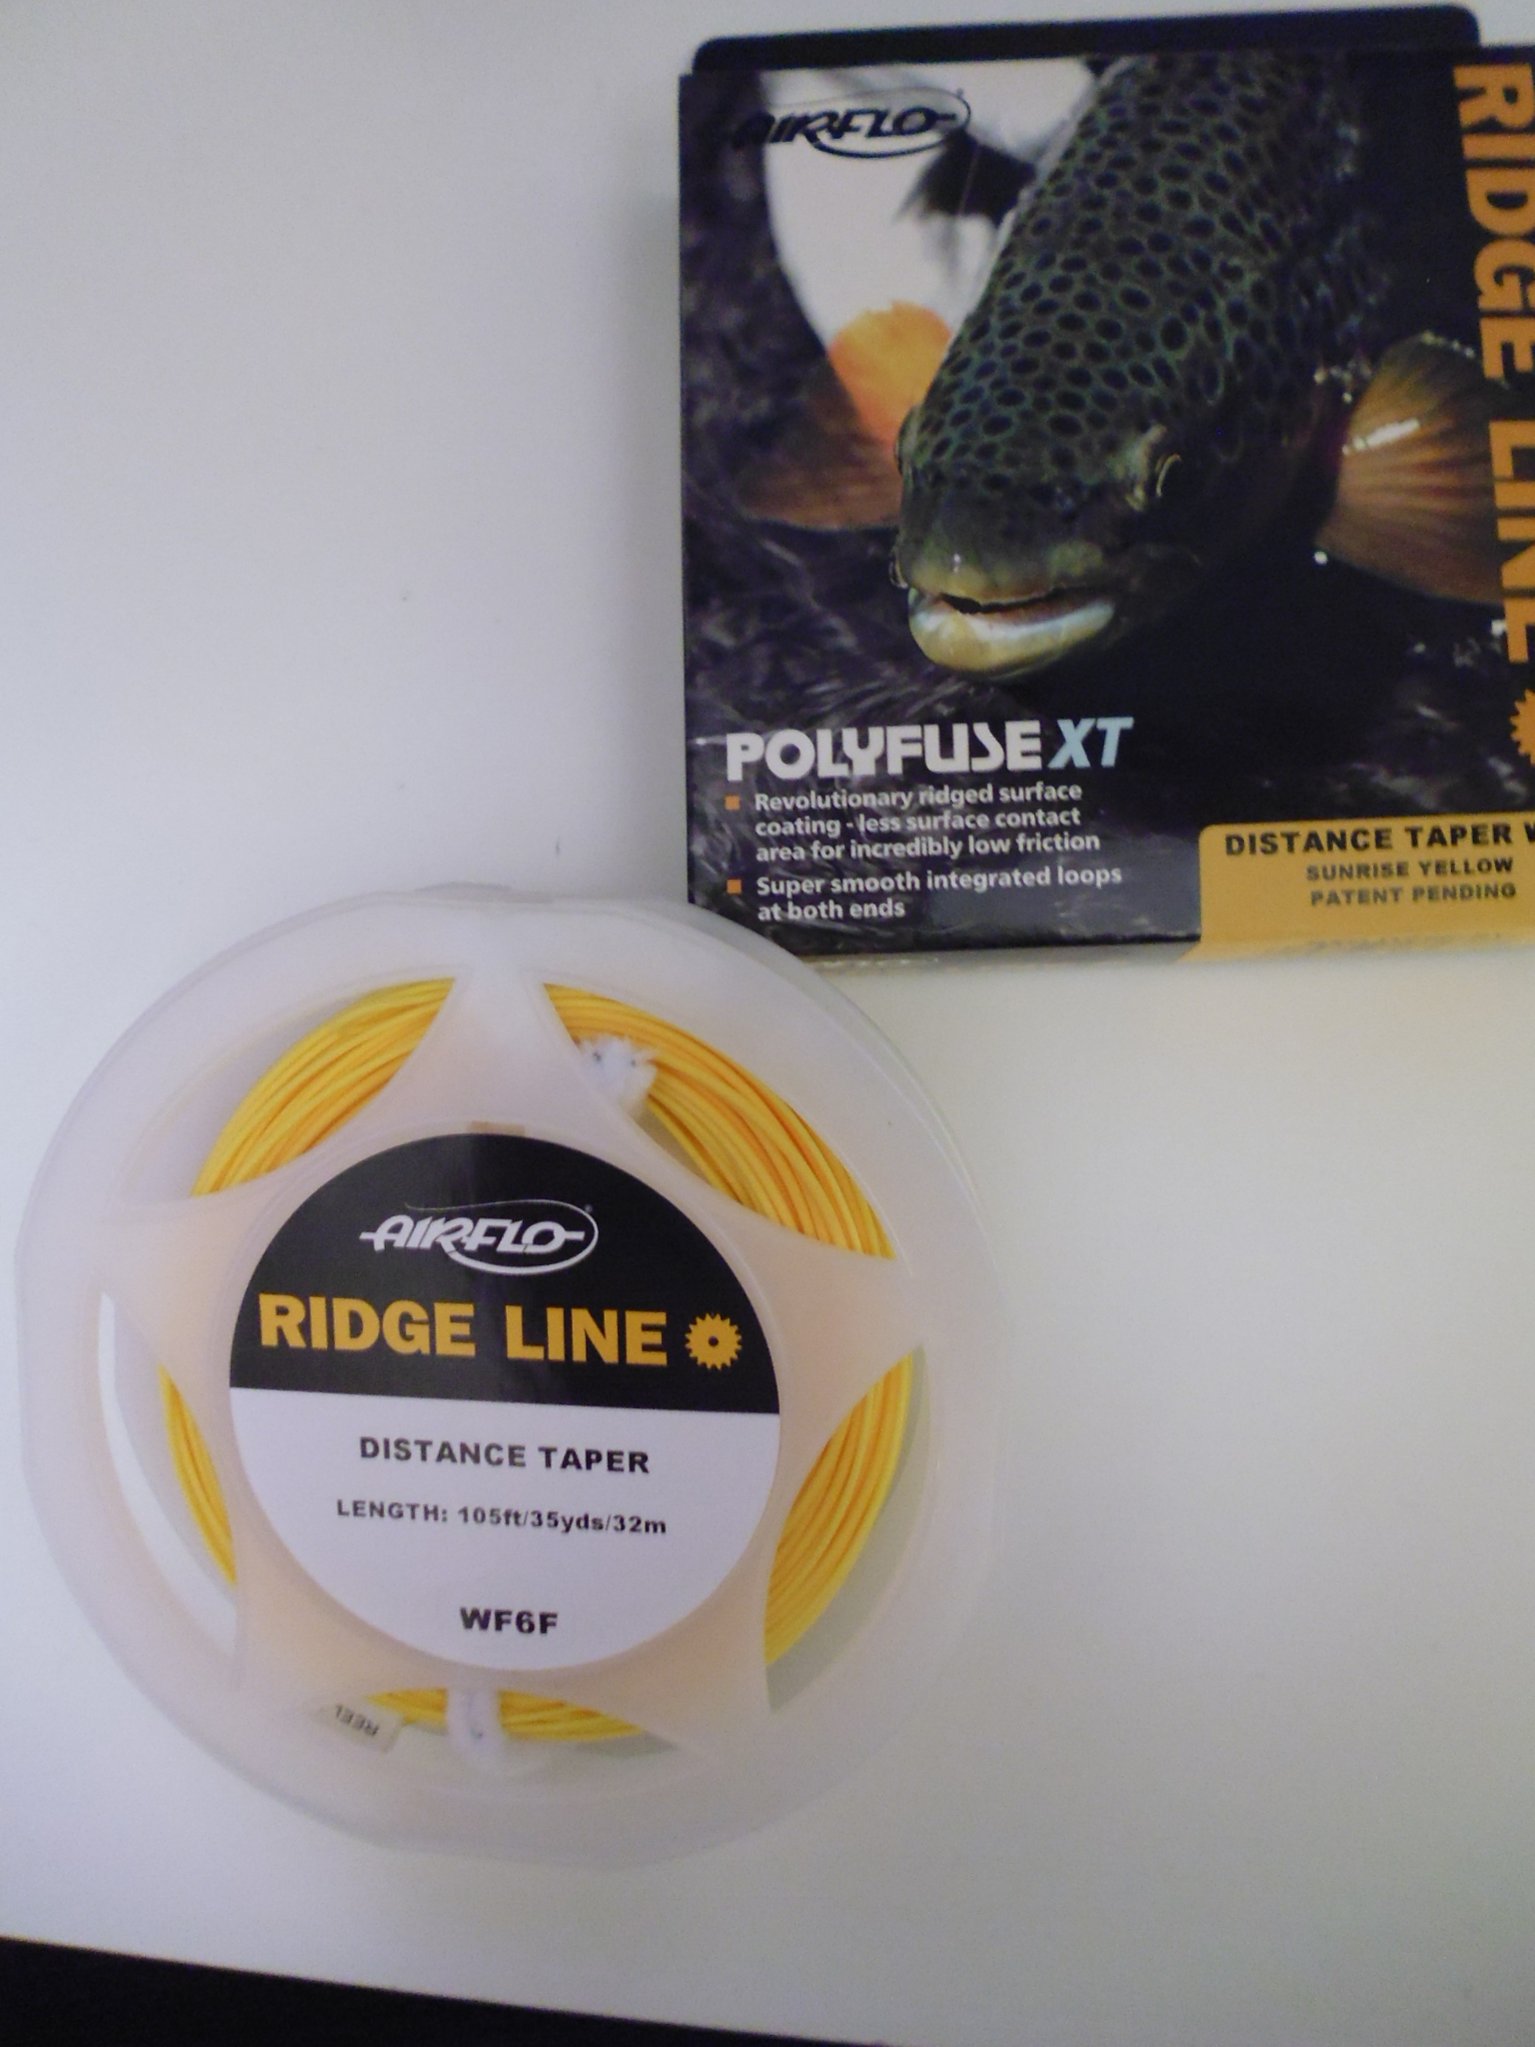 AIRFLO
RIDGE LINE
POLYFUSE XT
Revolutionary ridged surface
coating - less surface contact
area for incredibly low friction
Super smooth integrated loops
at both ends
DISTANCE TAPER
SUNRISE YELLOW
PATENT PENDING
AIRFLO®
RIDGE LINE
DISTANCE TAPER
LENGTH: 105ft/35yds/32m
WF6F
REEL